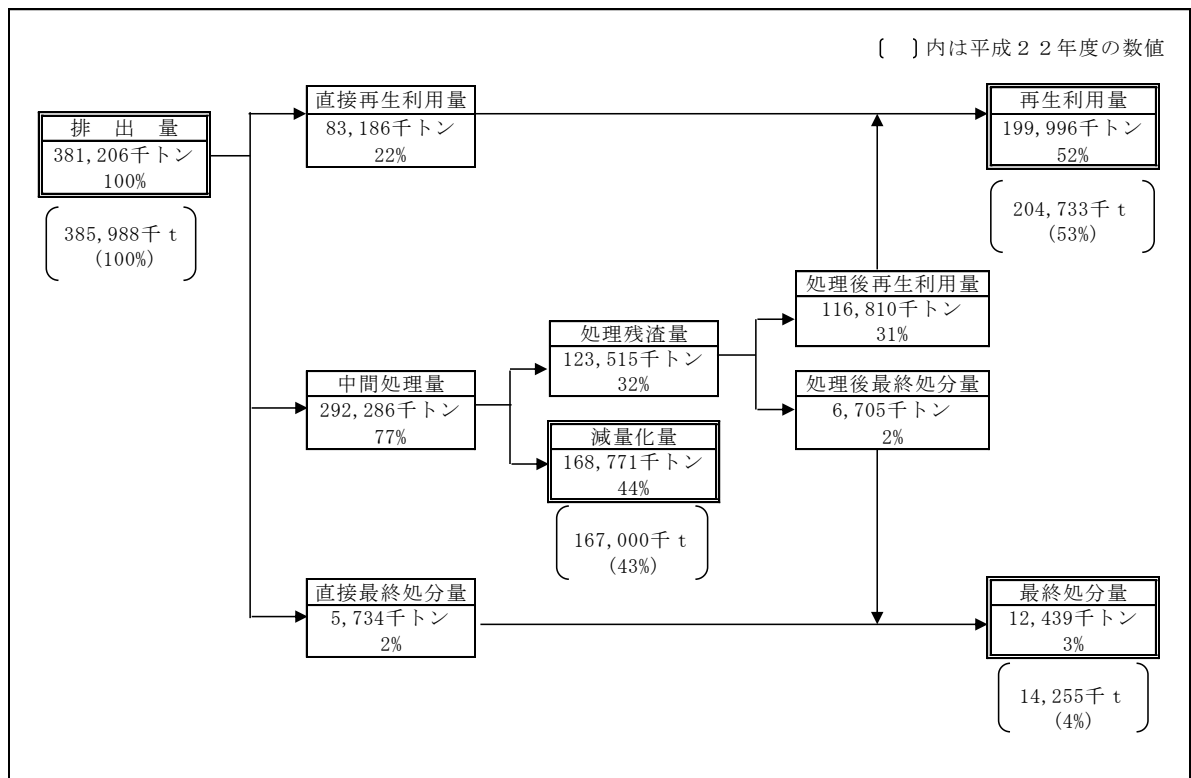 〔　〕内は平成２２年度の数値
直接再生利用量
83,186千トン
22%
再生利用量
199,996千トン
52%
204,733千ｔ
(53%)
排　出　量
381,206千トン
100%
385,988千ｔ
(100%)
処理後再生利用量
116,810千トン
31%
処理残渣量
123,515千トン
32%
中間処理量
292,286千トン
77%
処理後最終処分量
6,705千トン
2%
減量化量
168,771千トン
44%
167,000千ｔ
(43%)
直接最終処分量
5,734千トン
2%
最終処分量
12,439千トン
3%
14,255千ｔ
(4%)